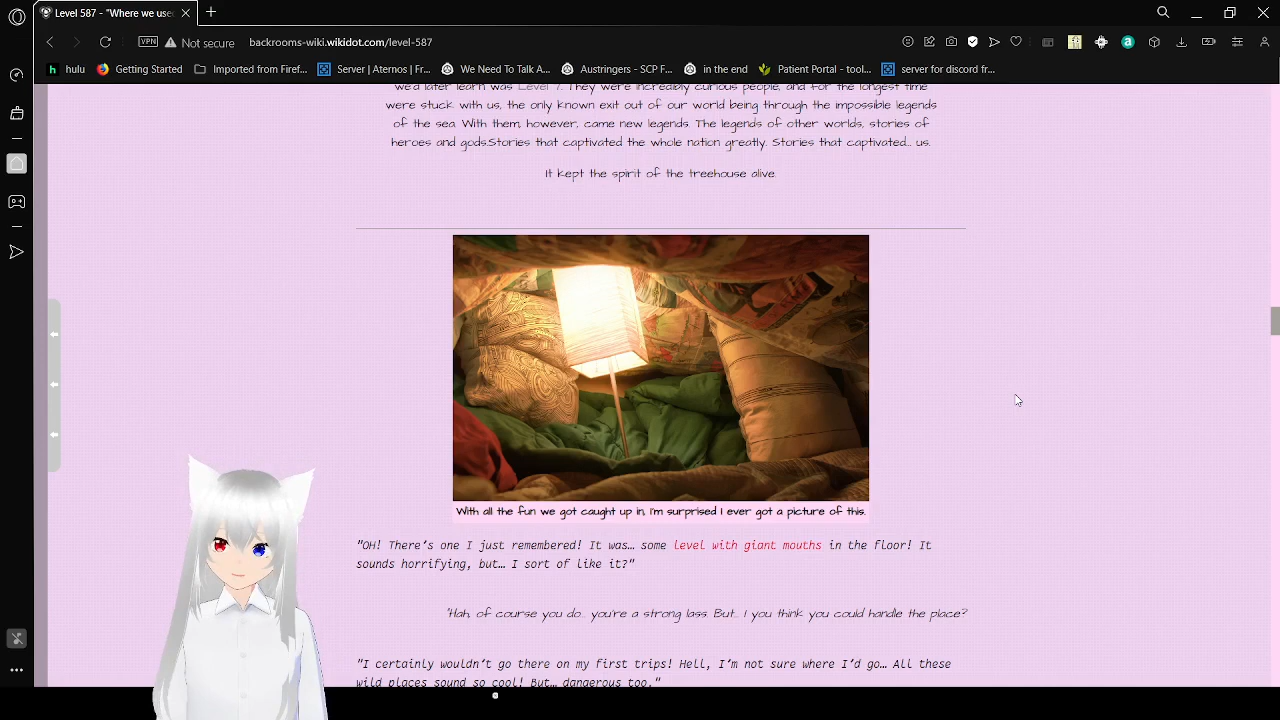 Level 587 - "Where we use
VPN Not secure backrooms-wiki.wikidot.com/level-587
hulu Getting Started Imported from Firef... Server | Aternos | Fr... We Need To Talk A... Austringers - SCP F... in the end Patient Portal - tool... server for discord fr...
we'd later learn was Level 7. They were incredibly curious people, and for the longest time
were stuck with us, the only known exit out of our world being through the impossible legends
of the sea. With them, however, came new legends. The legends of other worlds, stories of
heroes and gods.Stories that captivated the whole nation greatly. Stories that captivated... us.
It kept the spirit of the treehouse alive.
With all the fun we got caught up in, I'm surprised I ever got a picture of this.
"OH! There's one I just remembered! It was… some level with giant mouths in the floor! It
sounds horrifying, but… I sort of like it?"
"Hah, of course you do... you're a strong lass. But... 'I you think you could handle the place?
"I certainly wouldn't go there on my first trips! Hell, I'm not sure where I'd go… All these
wild places sound so cool! But… dangerous too."